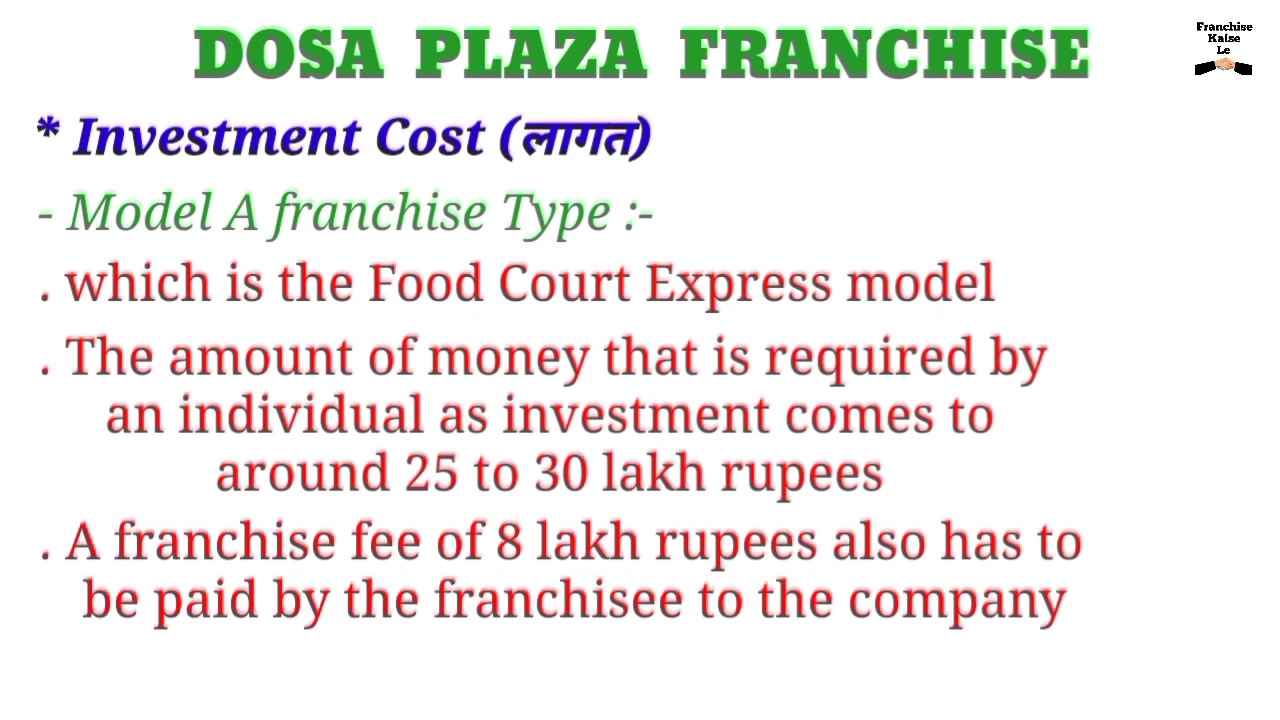 DOSA PLAZA FRANCHISE
Franchise
Kaise
Le
* Investment Cost (लागत)
- Model A franchise Type :-
. which is the Food Court Express model
. The amount of money that is required by
an individual as investment comes to
around 25 to 30 lakh rupees
. A franchise fee of 8 lakh rupees also has to
be paid by the franchisee to the company